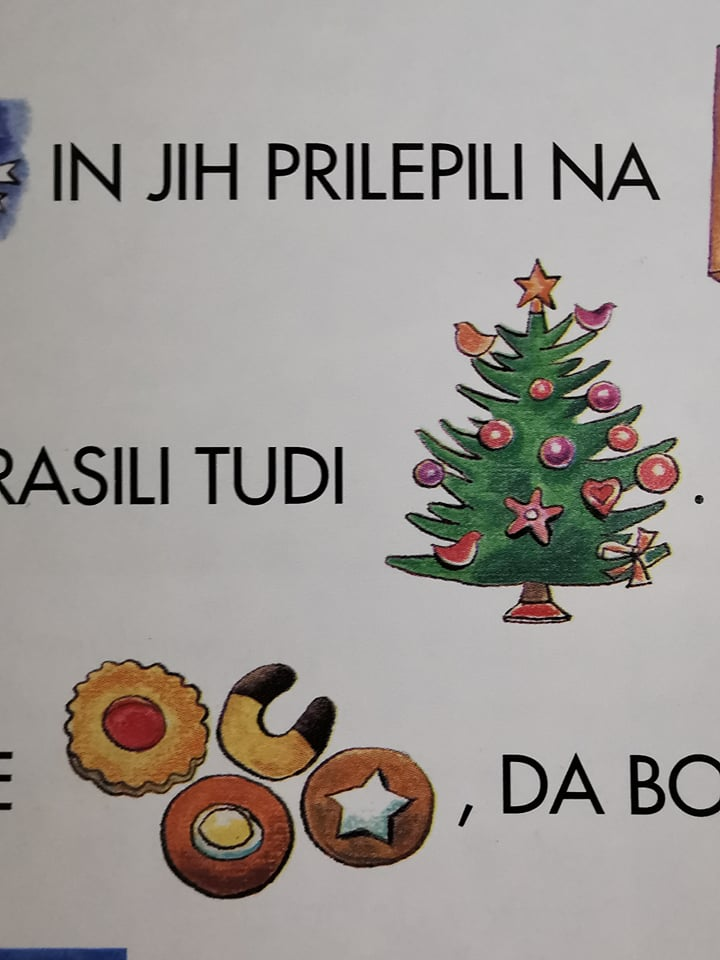 IN JIH PRILEPILI NA
RASILI TUDI .
E , DA BO